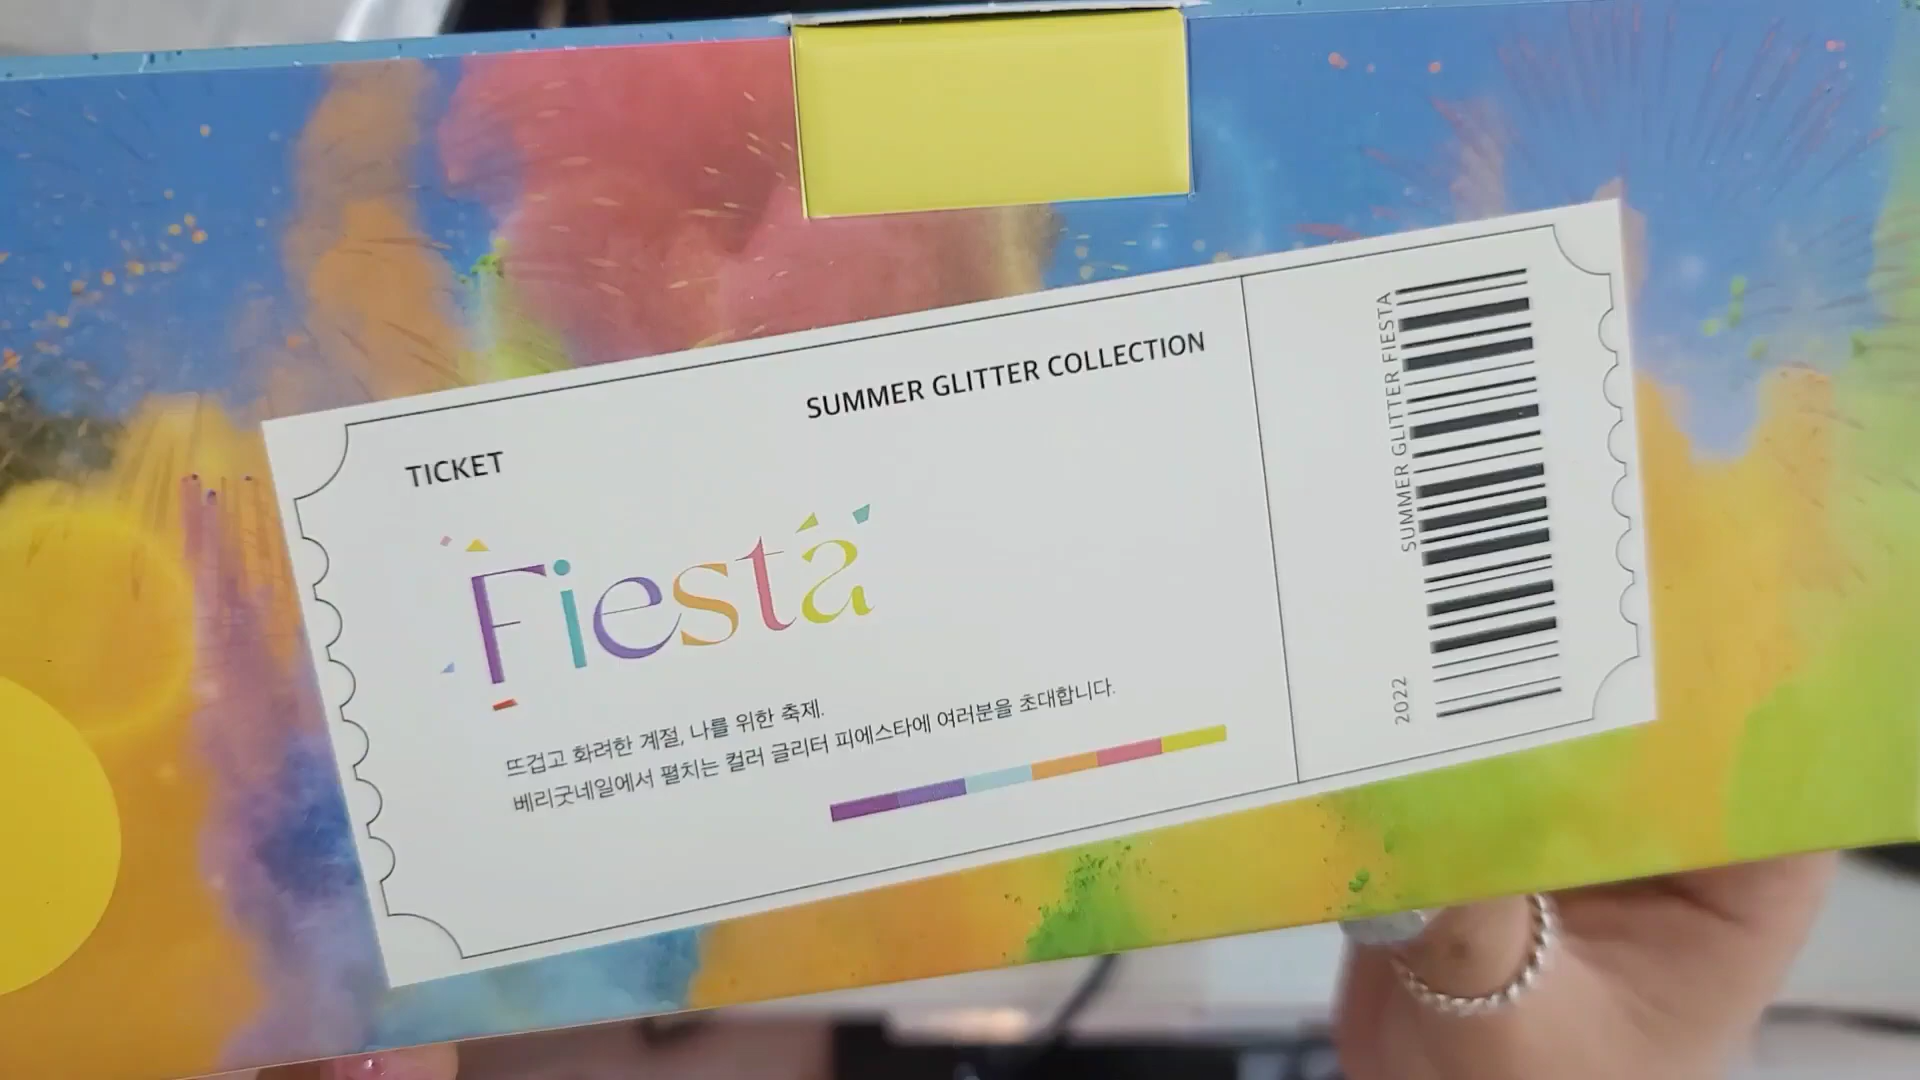 SUMMER GLITTER COLLECTION
TICKET
Fiesta
뜨겁고 화려한 계절, 나를 위한 축제.
베리굿네일에서 펼치는 컬러 글리터 피에스타에 여러분을 초대합니다.
SUMMER GLITTER FIESTA
2022